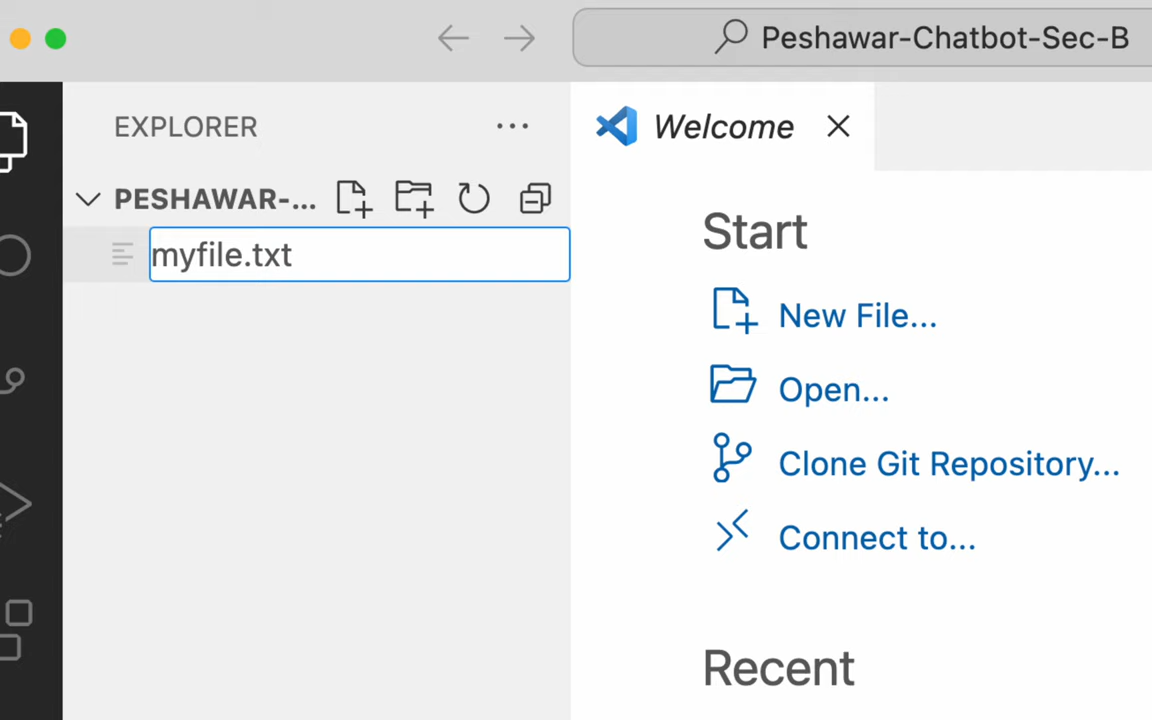 Peshawar-Chatbot-Sec-B
EXPLORER
Welcome
PESHAWAR-...
myfile.txt
Start
New File...
Open...
Clone Git Repository...
Connect to...
Recent